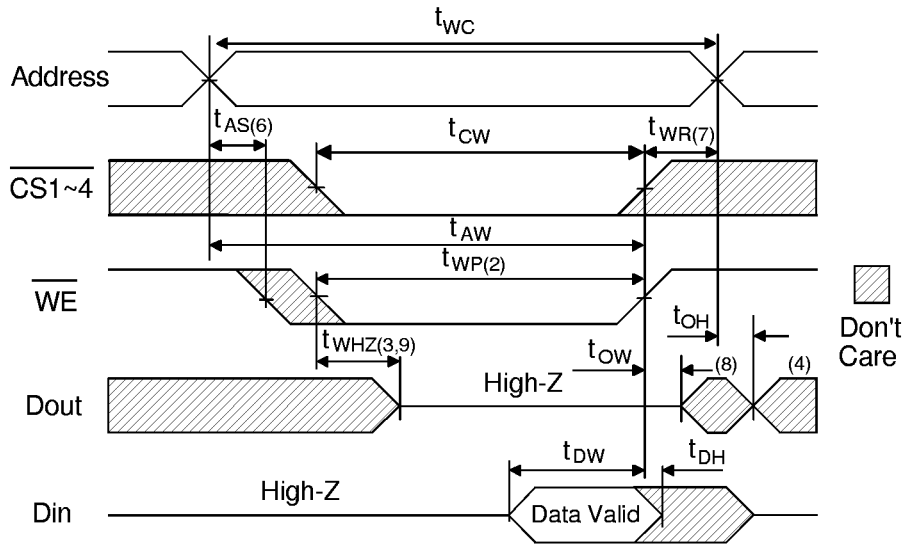 tWC
Address
tAS(6)
tCW
tWR(7)
CS1~4
tAW
tWP(2)
WE
tWHZ(3,9)
tOW
tOH
Don't
Care
(8)
(4)
Dout
High-Z
tDW
tDH
High-Z
Din
Data Valid